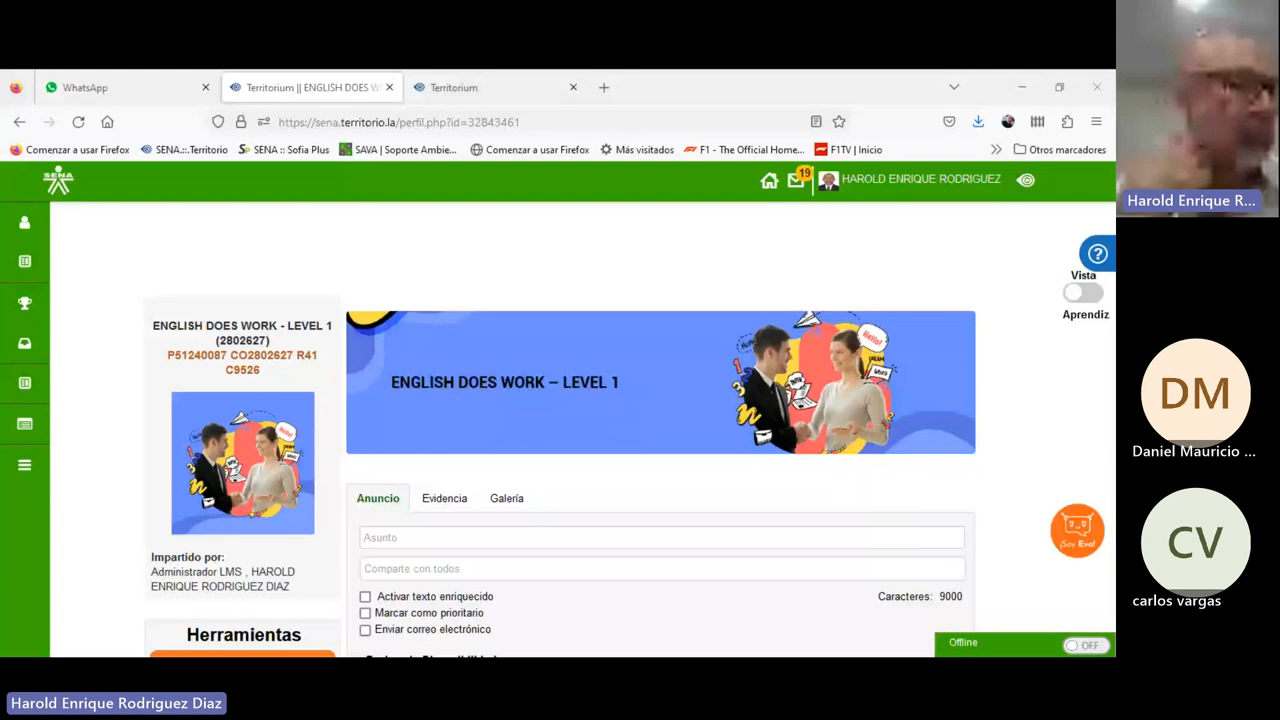 WhatsApp
Territorium || ENGLISH DOES W
Territorium
https://sena.territorio.la/perfil.php?id=32843461
Comenzar a usar Firefox
SENA.::.Territorio
SENA :: Sofia Plus
SAVA | Soporte Ambie...
Comenzar a usar Firefox
Más visitados
F1 - The Official Home...
F1TV | Inicio
Otros marcadores
SENA
19
HAROLD ENRIQUE RODRIGUEZ
Harold Enrique R...
Vista
Aprendiz
ENGLISH DOES WORK - LEVEL 1
(2802627)
P51240087 CO2802627 R41
C9526
ENGLISH DOES WORK – LEVEL 1
Hello!
Impartido por:
Administrador LMS , HAROLD
ENRIQUE RODRIGUEZ DIAZ
Herramientas
Anuncio
Evidencia
Galería
Asunto
Comparte con todos
Activar texto enriquecido
Caracteres: 9000
Marcar como prioritario
Enviar correo electrónico
¡Soy Eva!
Offline
OFF
DM
Daniel Mauricio ...
CV
carlos vargas
Harold Enrique Rodriguez Diaz